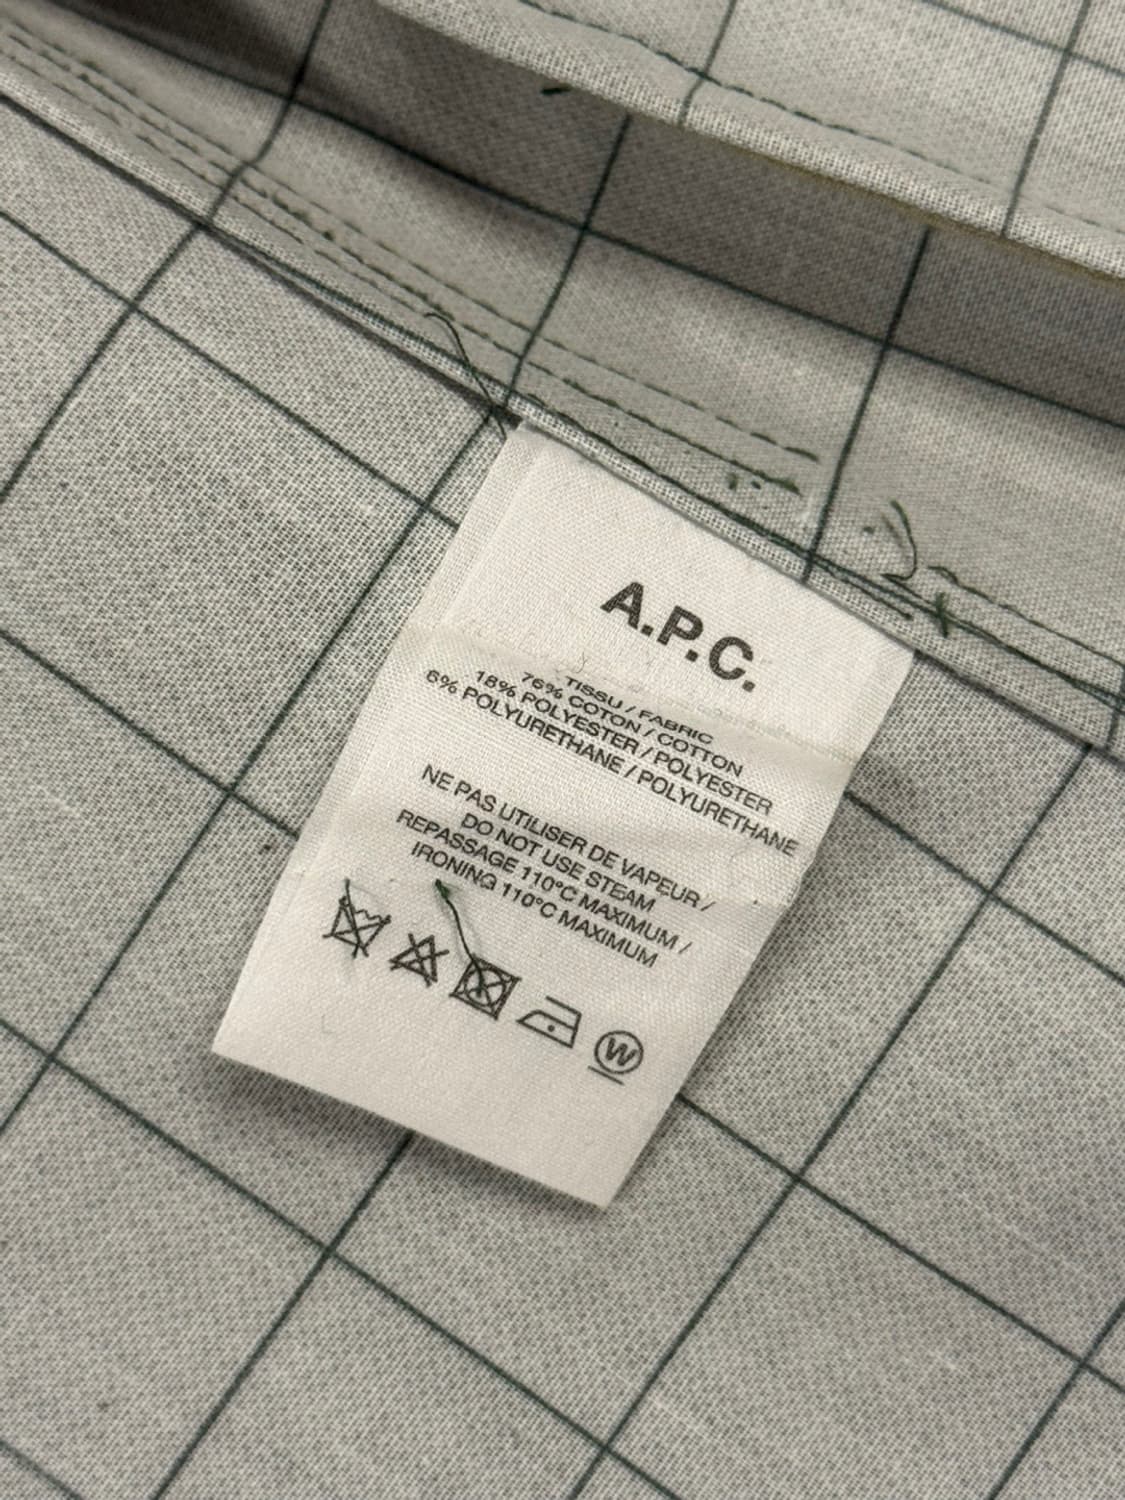 A.P.C.
TISSU / FABRIC
76% COTON / COTTON
18% POLYESTER / POLYESTER
6% POLYURETHANE / POLYURETHANE
NE PAS UTILISER DE VAPEUR /
DO NOT USE STEAM
REPASSAGE 110°C MAXIMUM /
IRONING 110°C MAXIMUM
W